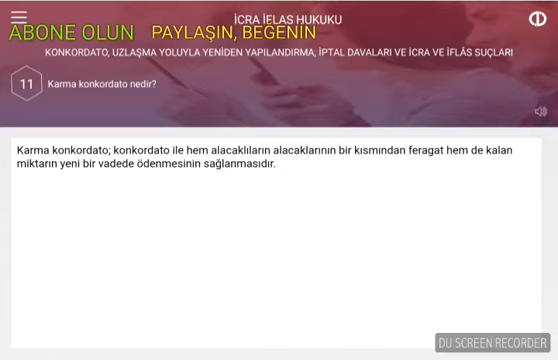 İCRA İFLAS HUKUKU
ABONE OLUN PAYLAŞIN, BEĞENİN
KONKORDATO, UZLAŞMA YOLUYLA YENİDEN YAPILANDIRMA, İPTAL DAVALARI VE İCRA VE İFLÂS SUÇLARI
11 Karma konkordato nedir?
Karma konkordato; konkordato ile hem alacaklıların alacaklarının bir kısmından feragat hem de kalan
miktarın yeni bir vadede ödenmesinin sağlanmasıdır.
DU SCREEN RECORDER